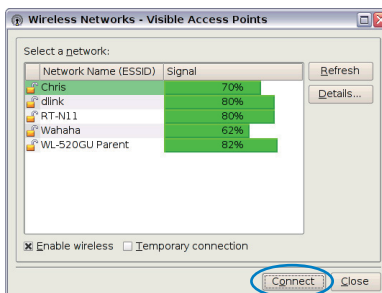 Wireless Networks - Visible Access Points
Select a network:
Network Name (ESSID) Signal
Chris 70%
dlink 80%
RT-N11 80%
Wahaha 62%
WL-520GU Parent 82%
Refresh
Details...
Enable wireless Temporary connection
Connect Close